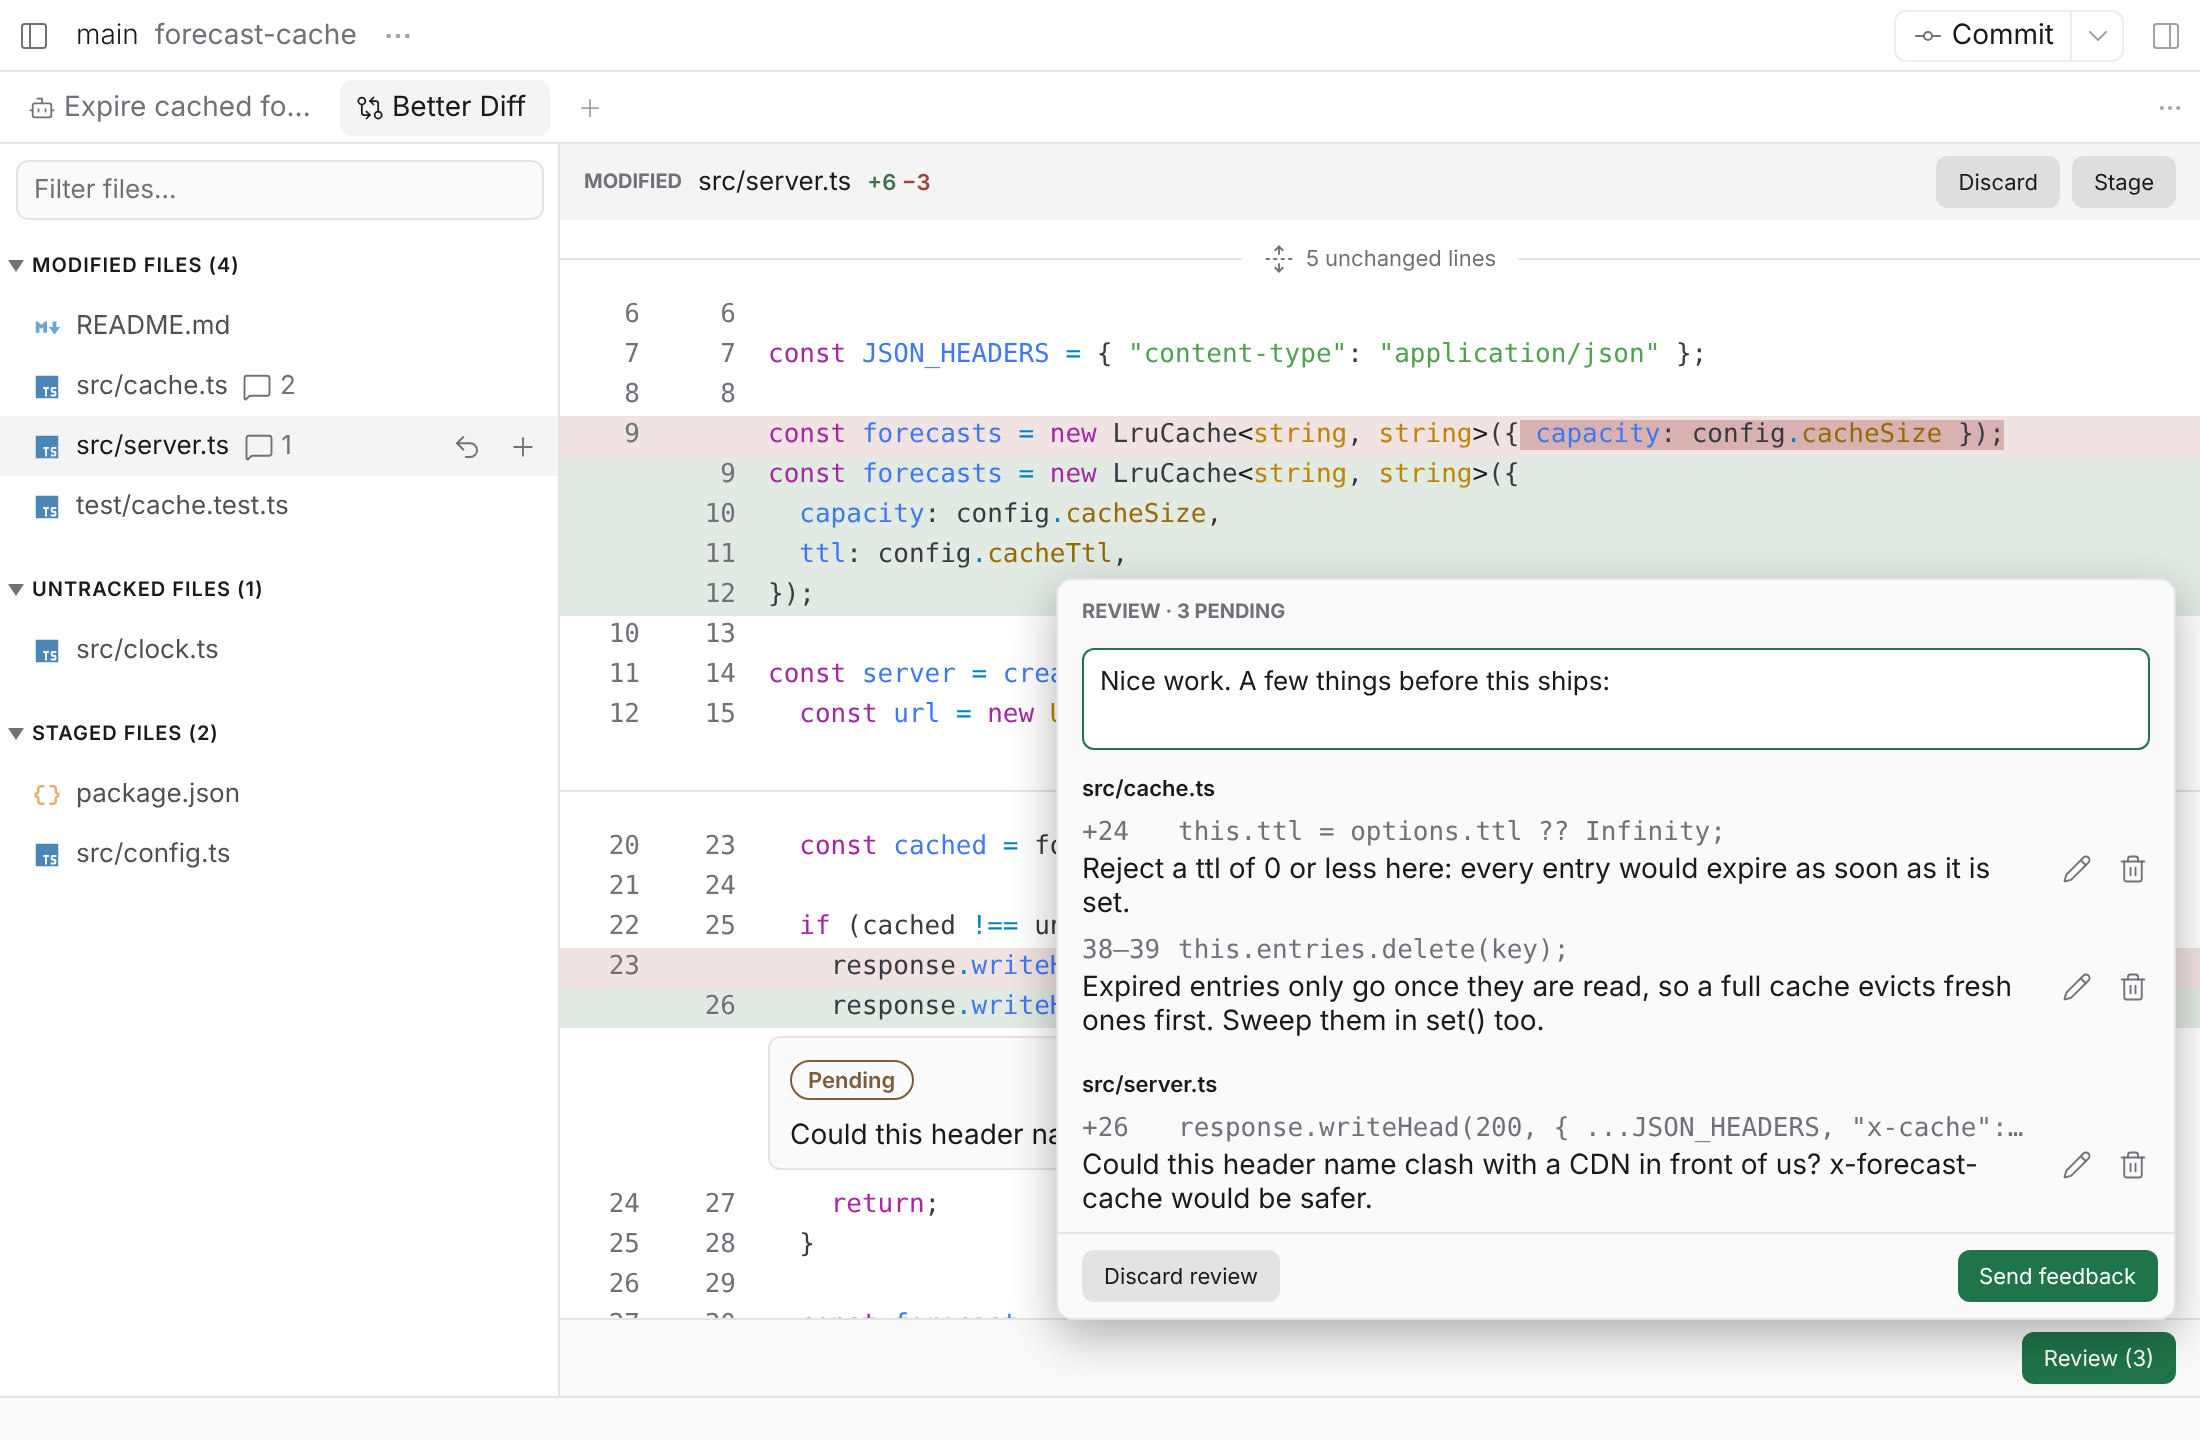 main forecast-cache ...
Commit
Expire cached fo...
Better Diff
Filter files...
MODIFIED FILES (4)
README.md
src/cache.ts 2
src/server.ts 1
test/cache.test.ts
UNTRACKED FILES (1)
src/clock.ts
STAGED FILES (2)
package.json
src/config.ts
MODIFIED src/server.ts +6 −3
Discard
Stage
5 unchanged lines
6 6
7 7 const JSON_HEADERS = { "content-type": "application/json" };
8 8
9 const forecasts = new LruCache<string, string>({ capacity: config.cacheSize });
9 const forecasts = new LruCache<string, string>({
10 capacity: config.cacheSize,
11 ttl: config.cacheTtl,
12 });
10 13
11 14 const server = crea
12 15 const url = new U
20 23 const cached = fo
21 24
22 25 if (cached !== un
23 response.writeH
26 response.writeH
Pending
Could this header na
24 27 return;
25 28 }
26 29
27 30 const forecast
REVIEW · 3 PENDING
Nice work. A few things before this ships:
src/cache.ts
+24 this.ttl = options.ttl ?? Infinity;
Reject a ttl of 0 or less here: every entry would expire as soon as it is
set.
38–39 this.entries.delete(key);
Expired entries only go once they are read, so a full cache evicts fresh
ones first. Sweep them in set() too.
src/server.ts
+26 response.writeHead(200, { ...JSON_HEADERS, "x-cache":…
Could this header name clash with a CDN in front of us? x-forecast-
cache would be safer.
Discard review
Send feedback
Review (3)